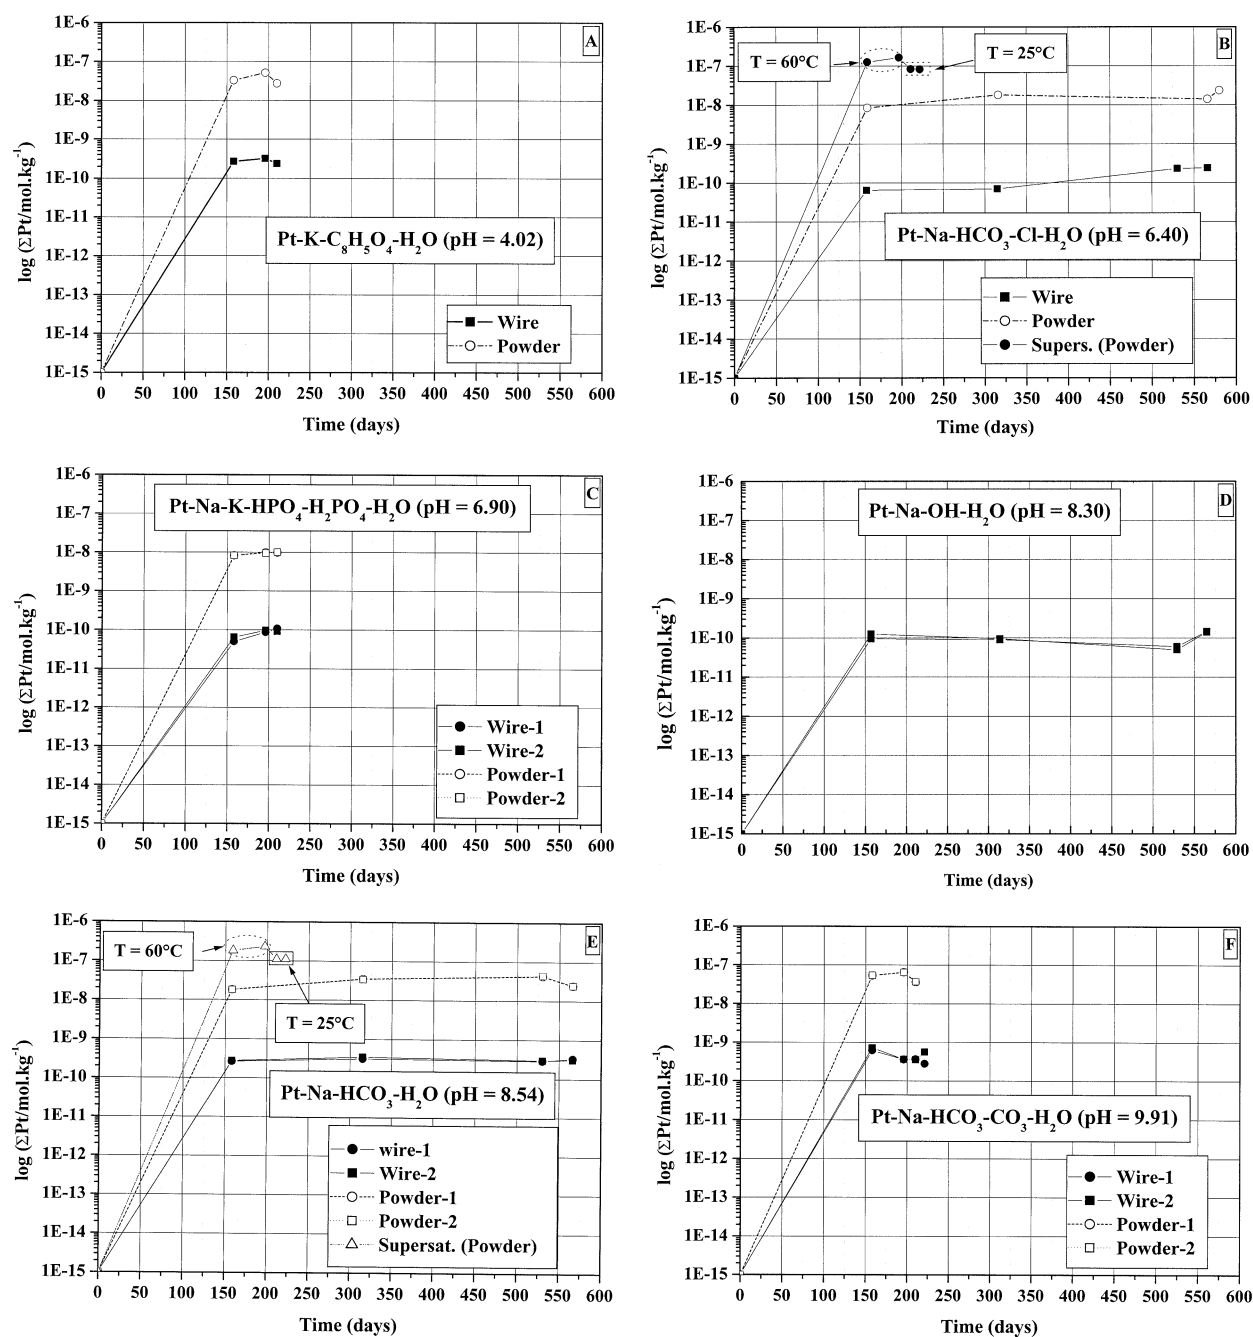 A
1E-6
1E-7
1E-8
1E-9
1E-10
1E-11
1E-12
1E-13
1E-14
1E-15
log (ΣPt/mol.kg⁻¹)
Pt-K-C₈H₅O₄-H₂O (pH = 4.02)
Wire
Powder
0 50 100 150 200 250 300 350 400 450 500 550 600
Time (days)
B
1E-6
1E-7
1E-8
1E-9
1E-10
1E-11
1E-12
1E-13
1E-14
1E-15
log (ΣPt/mol.kg⁻¹)
T = 60°C
T = 25°C
Pt-Na-HCO₃-Cl-H₂O (pH = 6.40)
Wire
Powder
Supers. (Powder)
0 50 100 150 200 250 300 350 400 450 500 550 600
Time (days)
C
1E-6
1E-7
1E-8
1E-9
1E-10
1E-11
1E-12
1E-13
1E-14
1E-15
log (ΣPt/mol.kg⁻¹)
Pt-Na-K-HPO₄-H₂PO₄-H₂O (pH = 6.90)
Wire-1
Wire-2
Powder-1
Powder-2
0 50 100 150 200 250 300 350 400 450 500 550 600
Time (days)
D
1E-6
1E-7
1E-8
1E-9
1E-10
1E-11
1E-12
1E-13
1E-14
1E-15
log (ΣPt/mol.kg⁻¹)
Pt-Na-OH-H₂O (pH = 8.30)
0 50 100 150 200 250 300 350 400 450 500 550 600
Time (days)
E
1E-6
1E-7
1E-8
1E-9
1E-10
1E-11
1E-12
1E-13
1E-14
1E-15
log (ΣPt/mol.kg⁻¹)
T = 60°C
T = 25°C
Pt-Na-HCO₃-H₂O (pH = 8.54)
wire-1
Wire-2
Powder-1
Powder-2
Supersat. (Powder)
0 50 100 150 200 250 300 350 400 450 500 550 600
Time (days)
F
1E-6
1E-7
1E-8
1E-9
1E-10
1E-11
1E-12
1E-13
1E-14
1E-15
log (ΣPt/mol.kg⁻¹)
Pt-Na-HCO₃-CO₃-H₂O (pH = 9.91)
Wire-1
Wire-2
Powder-1
Powder-2
0 50 100 150 200 250 300 350 400 450 500 550 600
Time (days)